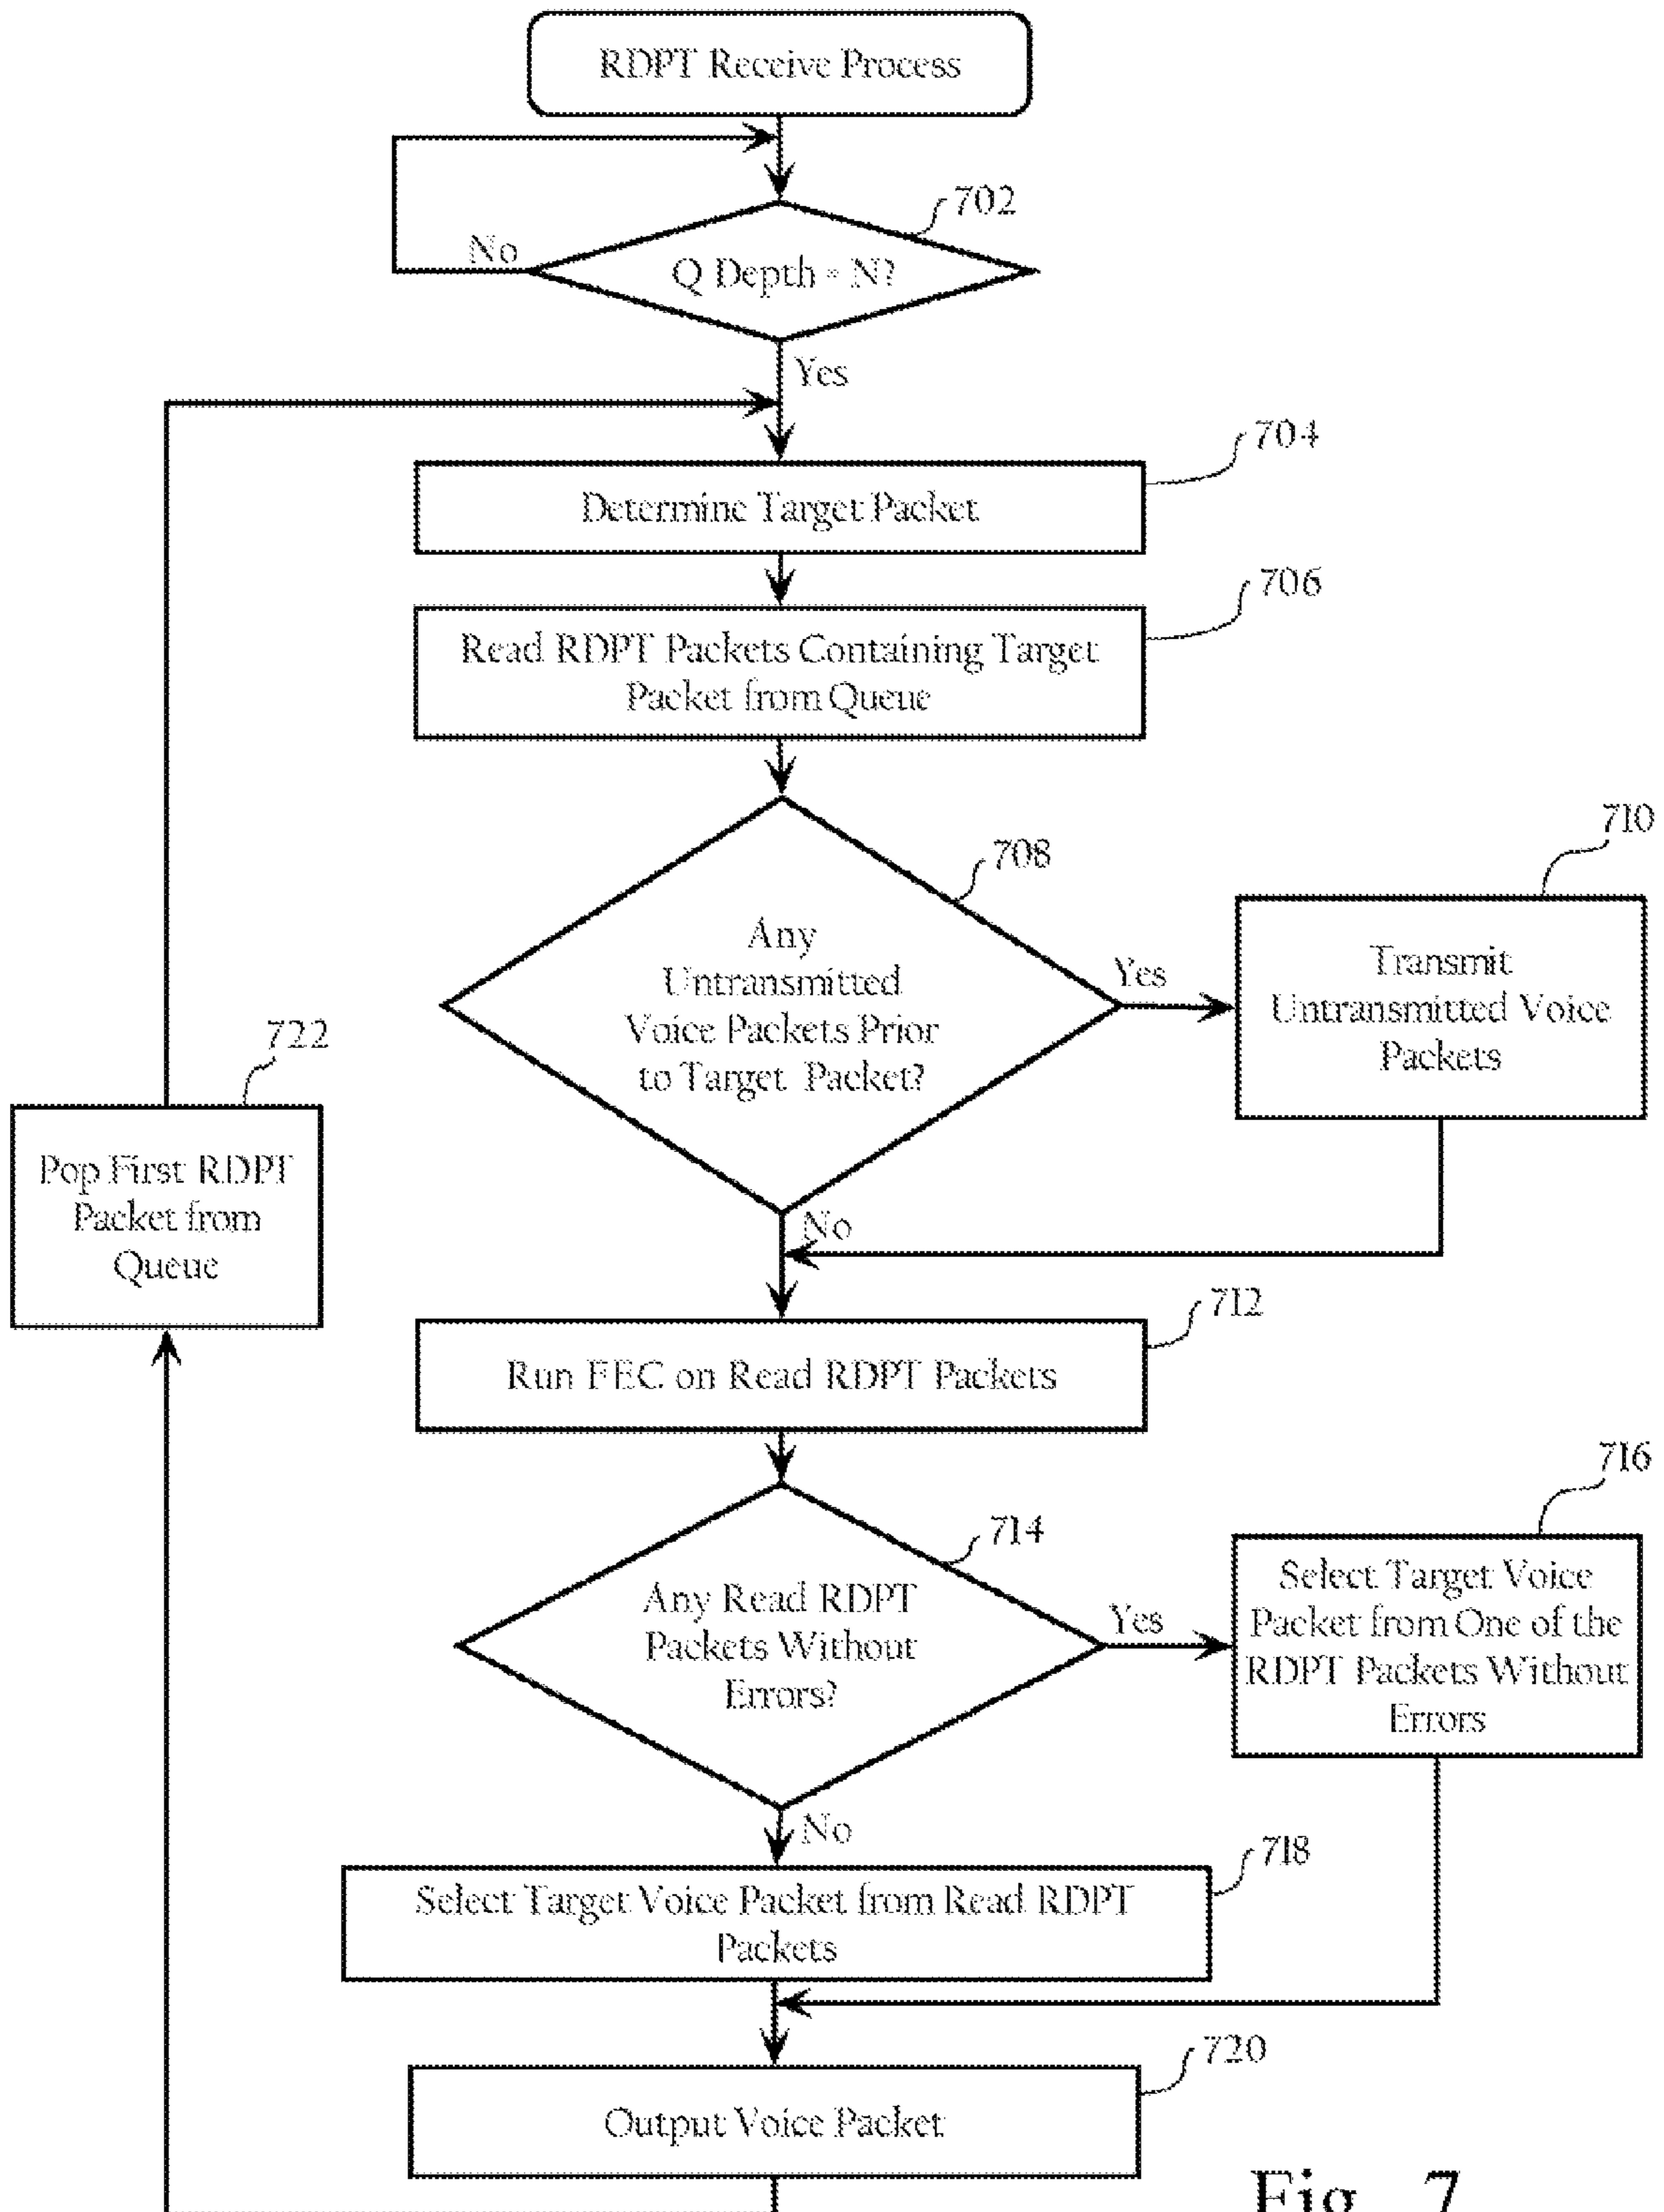 RDPT Receive Process
702
No
Q Depth = N?
Yes
704
Determine Target Packet
706
Read RDPT Packets Containing Target
Packet from Queue
708
710
Any
Untransmitted
Voice Packets Prior
to Target Packet?
Yes
Transmit
Untransmitted Voice
Packets
722
Pop First RDPT
Packet from
Queue
No
712
Run FEC on Read RDPT Packets
714
716
Any Read RDPT
Packets Without
Errors?
Yes
Select Target Voice
Packet from One of the
RDPT Packets Without
Errors
No
718
Select Target Voice Packet from Read RDPT
Packets
720
Output Voice Packet
Fig. 7